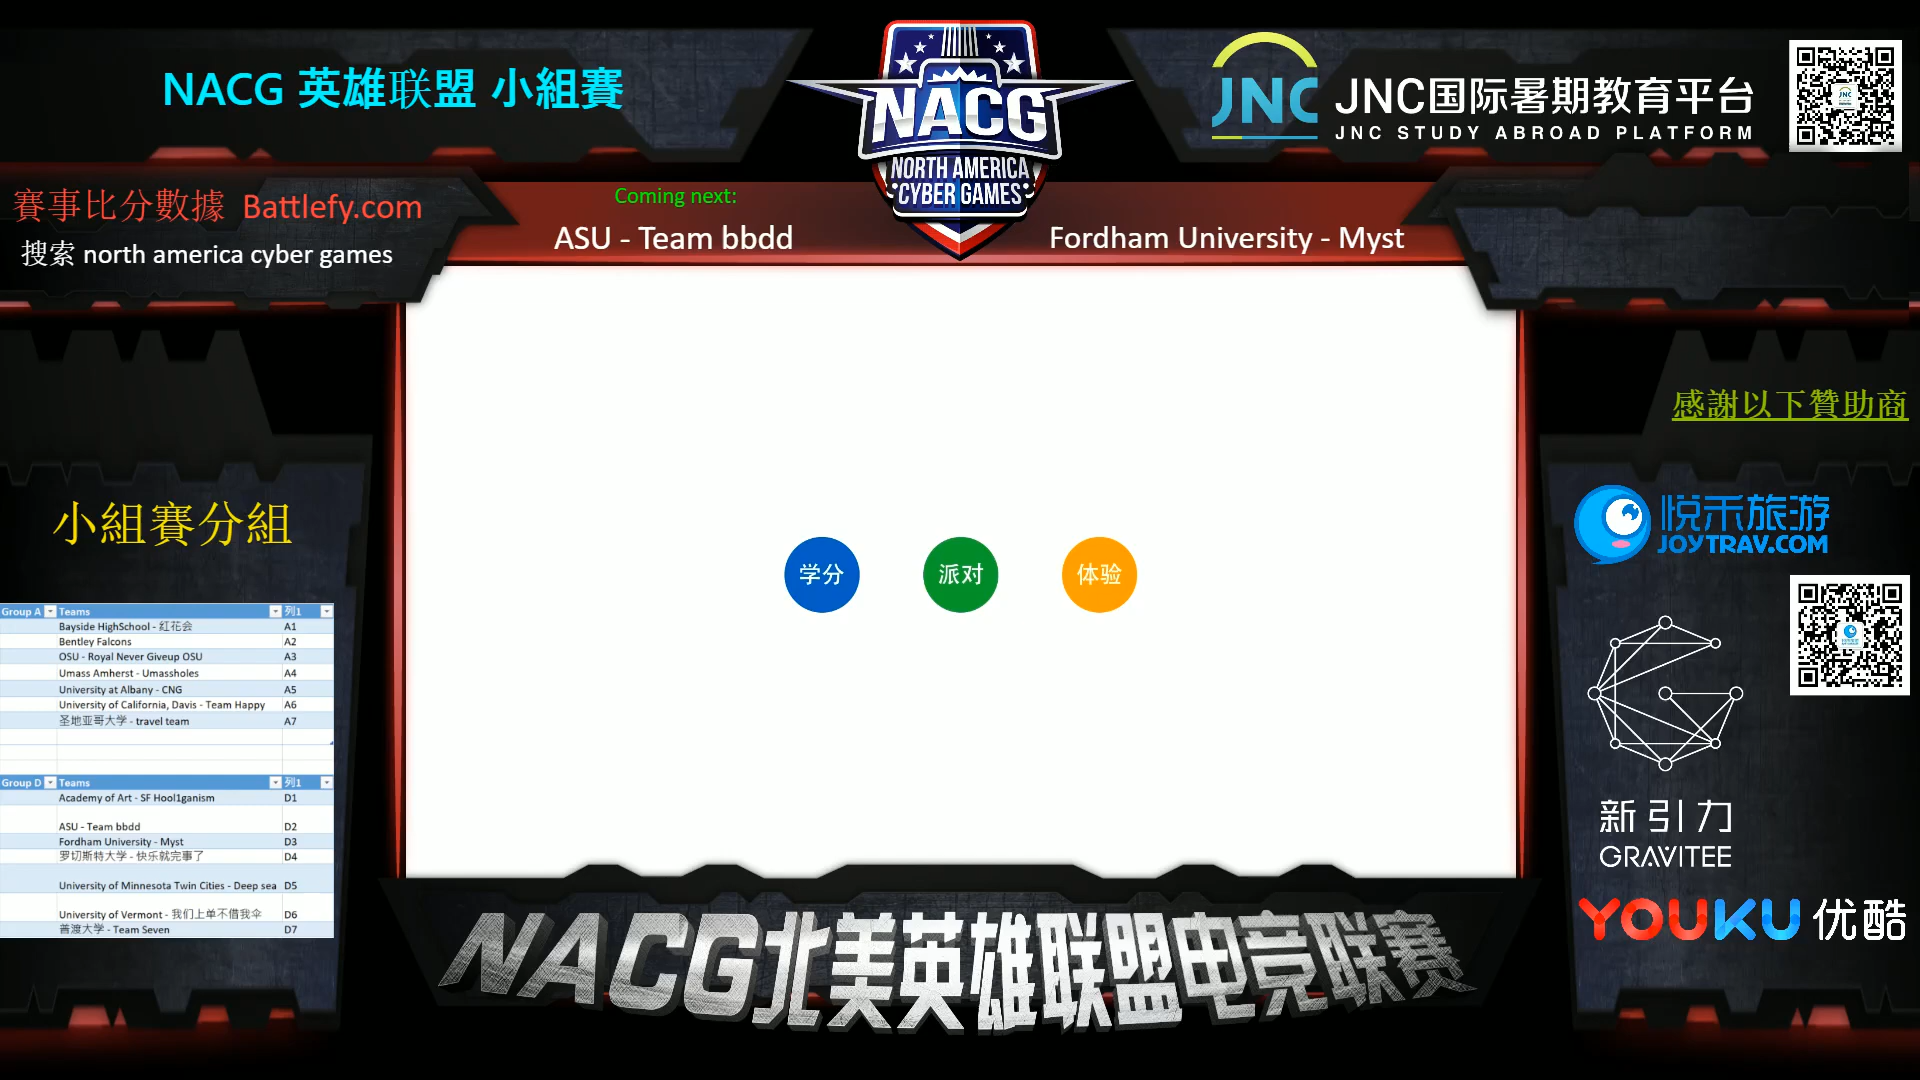 NACG 英雄联盟 小組賽
NACG
NORTH AMERICA
CYBER GAMES
JNC
JNC国际暑期教育平台
JNC STUDY ABROAD PLATFORM
賽事比分數據 Battlefy.com
搜索 north america cyber games
Coming next:
ASU - Team bbdd
Fordham University - Myst
感謝以下贊助商
小組賽分組
学分
派对
体验
悦禾旅游
JOYTRAV.COM
Group A Teams 列1
Bayside HighSchool - 紅花会 A1
Bentley Falcons A2
OSU - Royal Never Giveup OSU A3
Umass Amherst - Umassholes A4
University at Albany - CNG A5
University of California, Davis - Team Happy A6
圣地亚哥大学 - travel team A7
Group D Teams 列1
Academy of Art - SF Hool1ganism D1
ASU - Team bbdd D2
Fordham University - Myst D3
罗切斯特大学 - 快乐就完事了 D4
University of Minnesota Twin Cities - Deep sea D5
University of Vermont - 我们上单不借我伞 D6
普渡大学 - Team Seven D7
新引力
GRAVITEE
YOUKU 优酷
NACG北美英雄联盟电竞联赛